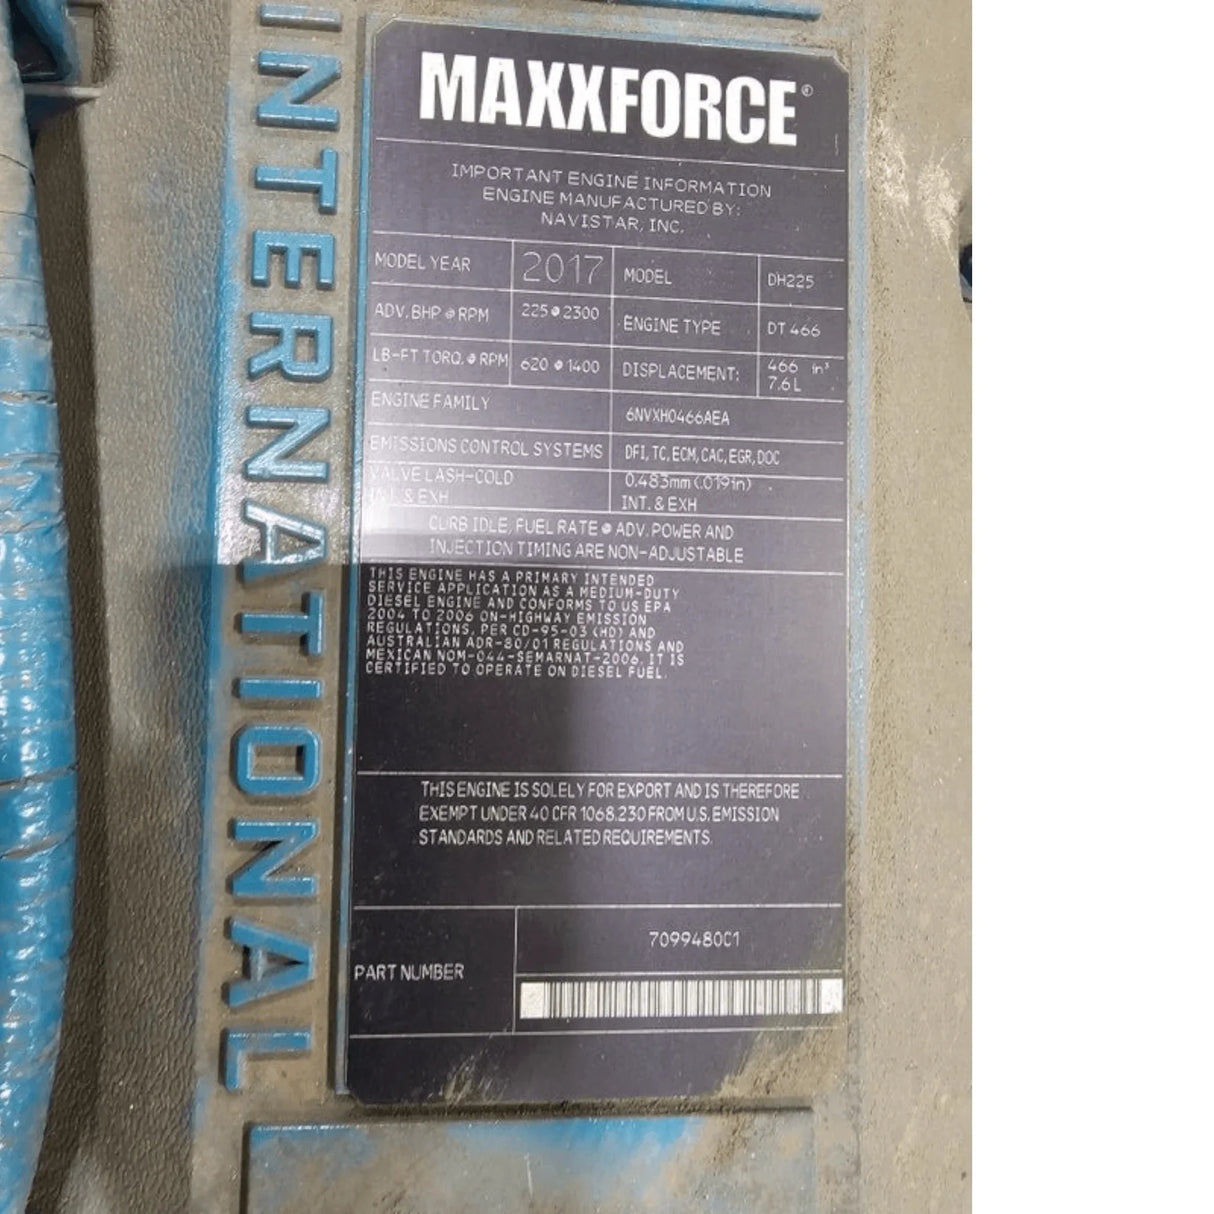 INTERNATIONAL
MAXXFORCE®
IMPORTANT ENGINE INFORMATION
ENGINE MANUFACTURED BY:
NAVISTAR, INC.
MODEL YEAR 2017 MODEL DH225
ADV. BHP @ RPM 225 @ 2300 ENGINE TYPE DT 466
LB-FT TORQ. @ RPM 620 @ 1400 DISPLACEMENT: 466 in³
7.6 L
ENGINE FAMILY 6NVXH0466AEA
EMISSIONS CONTROL SYSTEMS DFI, TC, ECM, CAC, EGR, DOC
VALVE LASH-COLD 0.483mm (.019in)
INT. & EXH INT. & EXH
CURB IDLE, FUEL RATE @ ADV. POWER AND
INJECTION TIMING ARE NON-ADJUSTABLE
THIS ENGINE HAS A PRIMARY INTENDED
SERVICE APPLICATION AS A MEDIUM-DUTY
DIESEL ENGINE AND CONFORMS TO US EPA
2004 TO 2006 ON-HIGHWAY EMISSION
REGULATIONS, PER CD-95-03 (HD) AND
AUSTRALIAN ADR-80/01 REGULATIONS AND
MEXICAN NOM-044-SEMARNAT-2006. IT IS
CERTIFIED TO OPERATE ON DIESEL FUEL.
THIS ENGINE IS SOLELY FOR EXPORT AND IS THEREFORE
EXEMPT UNDER 40 CFR 1068.230 FROM U.S. EMISSION
STANDARDS AND RELATED REQUIREMENTS.
PART NUMBER 7099480C1